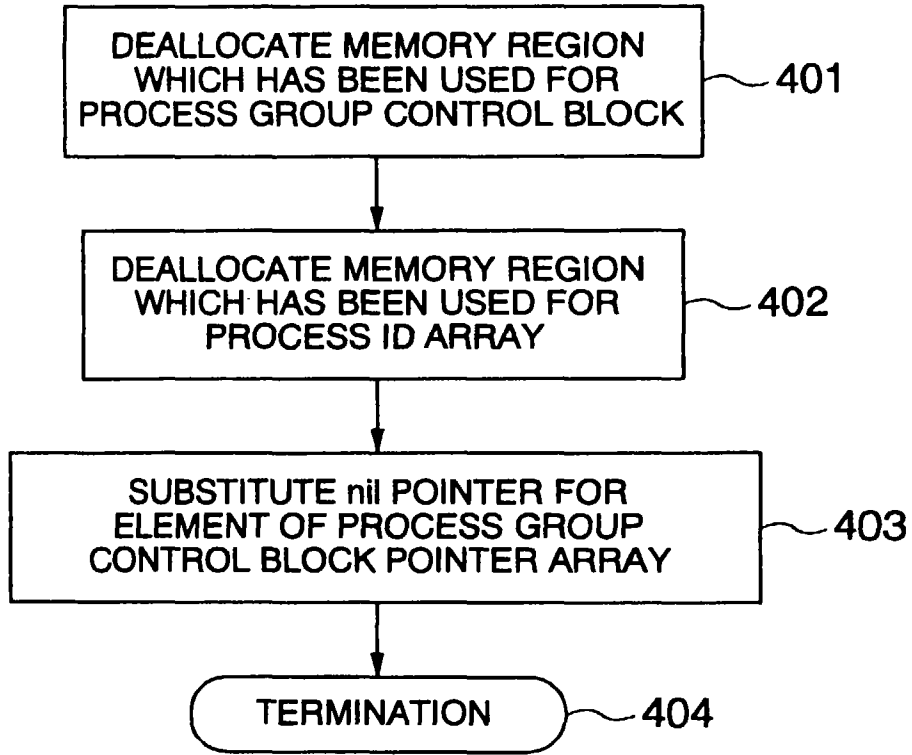 DEALLOCATE MEMORY REGION
WHICH HAS BEEN USED FOR
PROCESS GROUP CONTROL BLOCK
401
DEALLOCATE MEMORY REGION
WHICH HAS BEEN USED FOR
PROCESS ID ARRAY
402
SUBSTITUTE nil POINTER FOR
ELEMENT OF PROCESS GROUP
CONTROL BLOCK POINTER ARRAY
403
TERMINATION
404